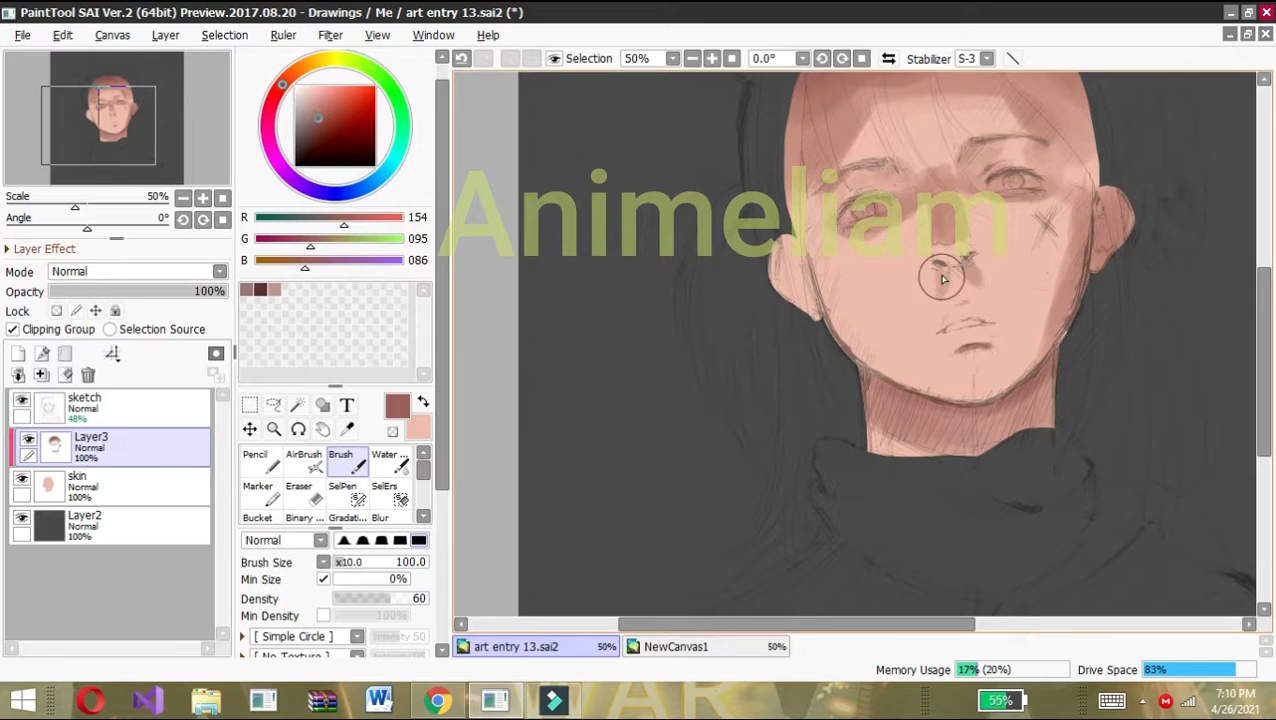 PaintTool SAI Ver.2 (64bit) Preview.2017.08.20 - Drawings / Me / art entry 13.sai2 (*)
File Edit Canvas Layer Selection Ruler Filter View Window Help
Selection 50% 0.0° Stabilizer S-3
Scale 50%
Angle 0°
Layer Effect
Mode Normal
Opacity 100%
Lock
Clipping Group Selection Source
sketch
Normal
48%
Layer3
Normal
100%
skin
Normal
100%
Layer2
Normal
100%
R 154
G 095
B 086
T
Pencil AirBrush Brush Water ...
Marker Eraser SelPen SelErs
Bucket Binary ... Gradati... Blur
Normal
Brush Size x10.0 100.0
Min Size 0%
Density 60
Min Density 100%
[ Simple Circle ] Intensity 50
[ No Texture ]
Animeliam
art entry 13.sai2 50% NewCanvas1 50%
Memory Usage 17% (20%) Drive Space 83%
55%
7:10 PM
4/26/2021